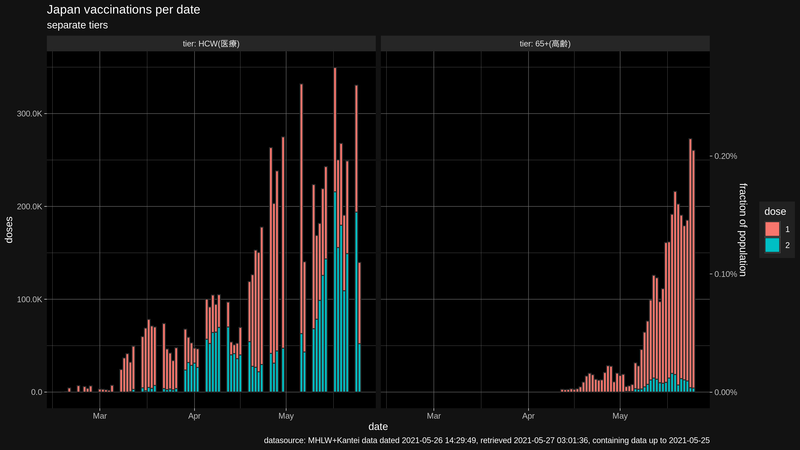 Japan vaccinations per date
separate tiers
tier: HCW(医療)
tier: 65+(高齢)
300.0K
200.0K
100.0K
0.0
doses
Mar
Apr
May
Mar
Apr
May
date
0.20%
0.10%
0.00%
fraction of population
dose
1
2
datasource: MHLW+Kantei data dated 2021-05-26 14:29:49, retrieved 2021-05-27 03:01:36, containing data up to 2021-05-25